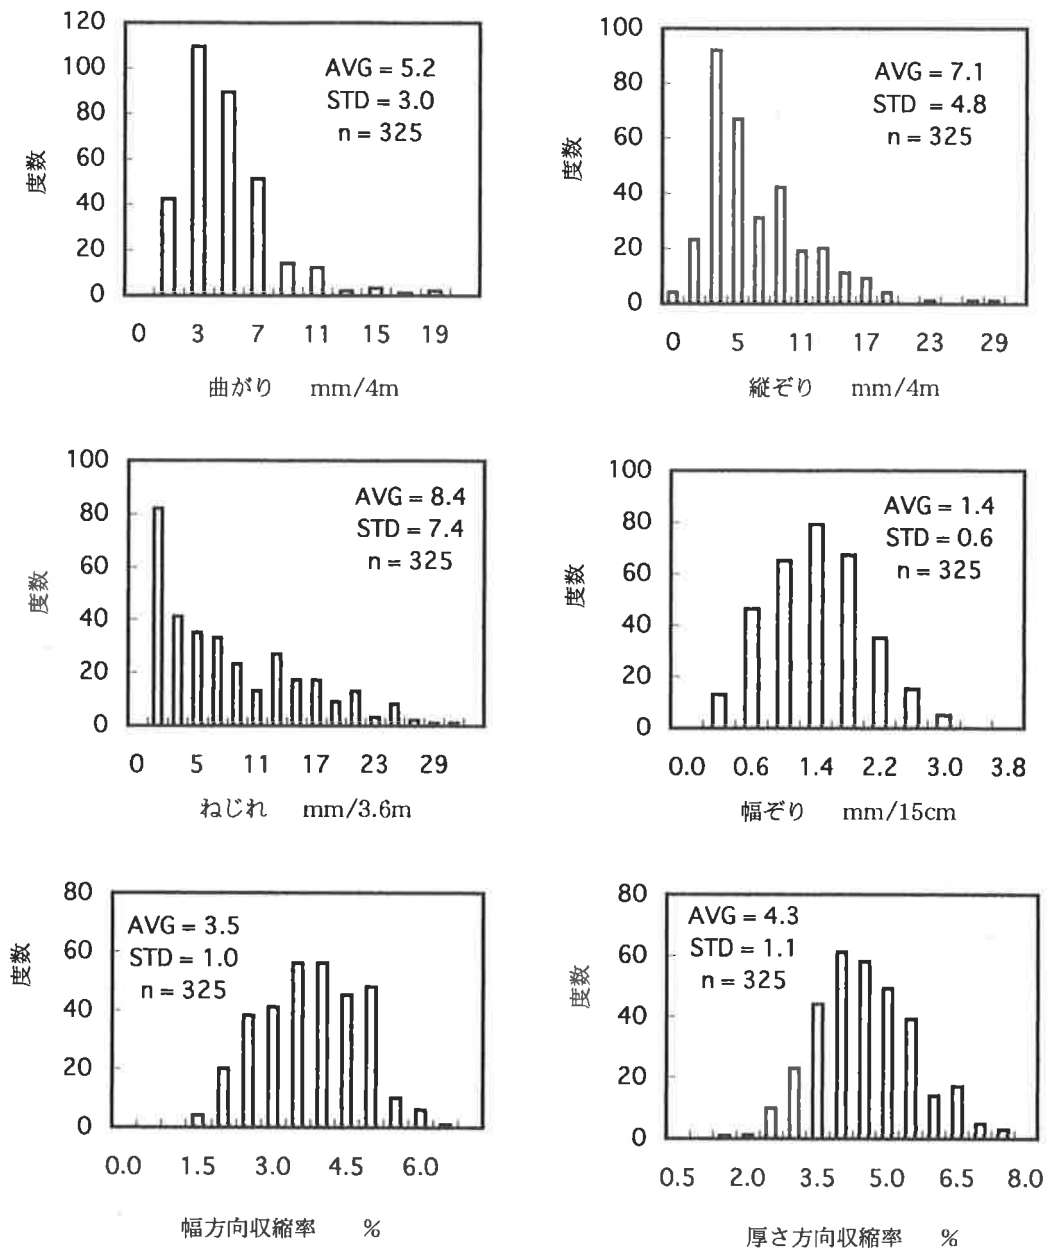 120
100
80
60
40
20
0
度数
AVG = 5.2
STD = 3.0
n = 325
0 3 7 11 15 19
曲がり mm/4m
100
80
60
40
20
0
度数
AVG = 7.1
STD = 4.8
n = 325
0 5 11 17 23 29
縦ぞり mm/4m
100
80
60
40
20
0
度数
AVG = 8.4
STD = 7.4
n = 325
0 5 11 17 23 29
ねじれ mm/3.6m
100
80
60
40
20
0
度数
AVG = 1.4
STD = 0.6
n = 325
0.0 0.6 1.4 2.2 3.0 3.8
幅ぞり mm/15cm
80
60
40
20
0
度数
AVG = 3.5
STD = 1.0
n = 325
0.0 1.5 3.0 4.5 6.0
幅方向収縮率 %
80
60
40
20
0
度数
AVG = 4.3
STD = 1.1
n = 325
0.5 2.0 3.5 5.0 6.5 8.0
厚さ方向収縮率 %